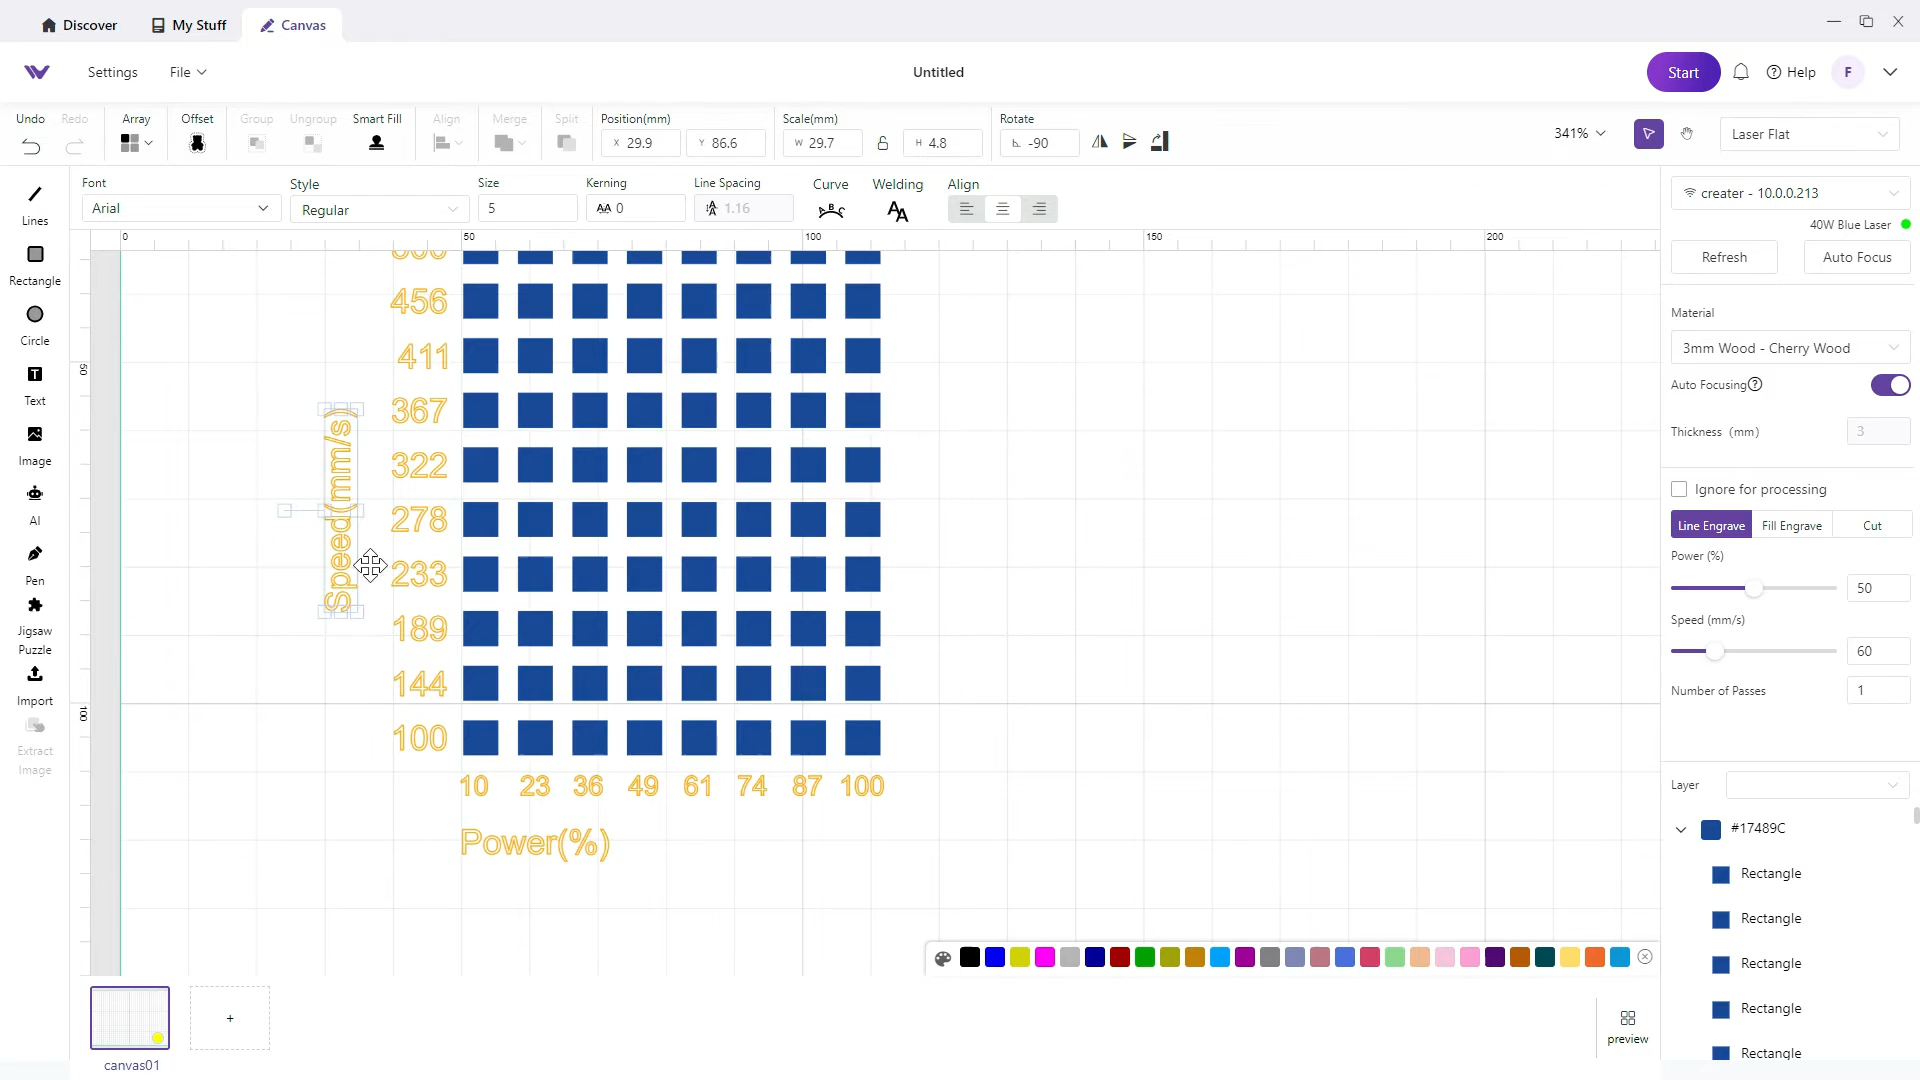 Discover My Stuff Canvas
Settings File Untitled Start Help F
Undo Redo Array Offset Group Ungroup Smart Fill Align Merge Split Position(mm) Scale(mm) Rotate
X 29.9 Y 86.6 W 29.7 H 4.8 -90 341% Laser Flat
Font Style Size Kerning Line Spacing Curve Welding Align
Arial Regular 5 0 1.16
Lines
Rectangle
Circle
Text
Image
AI
Pen
Jigsaw
Puzzle
Import
Extract
Image
0 50 100 150 200
50
100
456
411
367
322
278
233
189
144
100
Speed(mm/s)
10 23 36 49 61 74 87 100
Power(%)
creater - 10.0.0.213
40W Blue Laser
Refresh Auto Focus
Material
3mm Wood - Cherry Wood
Auto Focusing
Thickness (mm) 3
Ignore for processing
Line Engrave Fill Engrave Cut
Power (%)
50
Speed (mm/s)
60
Number of Passes 1
Layer
#17489C
Rectangle
Rectangle
Rectangle
Rectangle
Rectangle
+
canvas01
preview